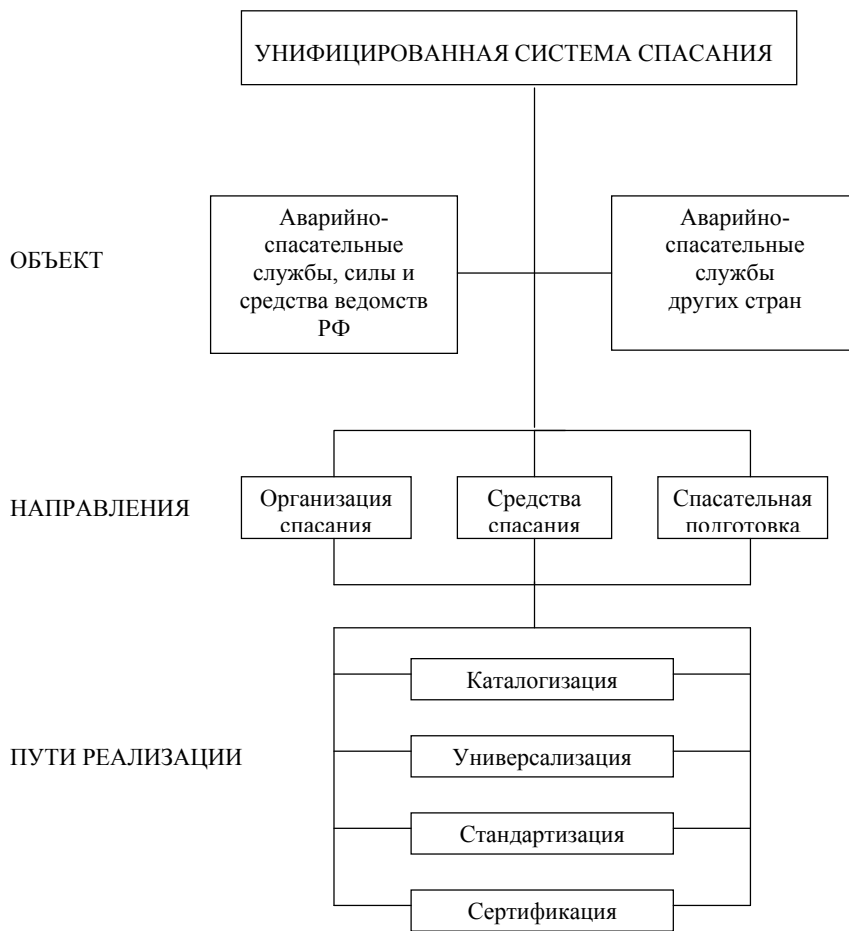 УНИФИЦИРОВАННАЯ СИСТЕМА СПАСАНИЯ
ОБЪЕКТ
Аварийно-
спасательные
службы, силы и
средства ведомств
РФ
Аварийно-
спасательные
службы
других стран
НАПРАВЛЕНИЯ
Организация
спасания
Средства
спасания
Спасательная
подготовка
ПУТИ РЕАЛИЗАЦИИ
Каталогизация
Универсализация
Стандартизация
Сертификация